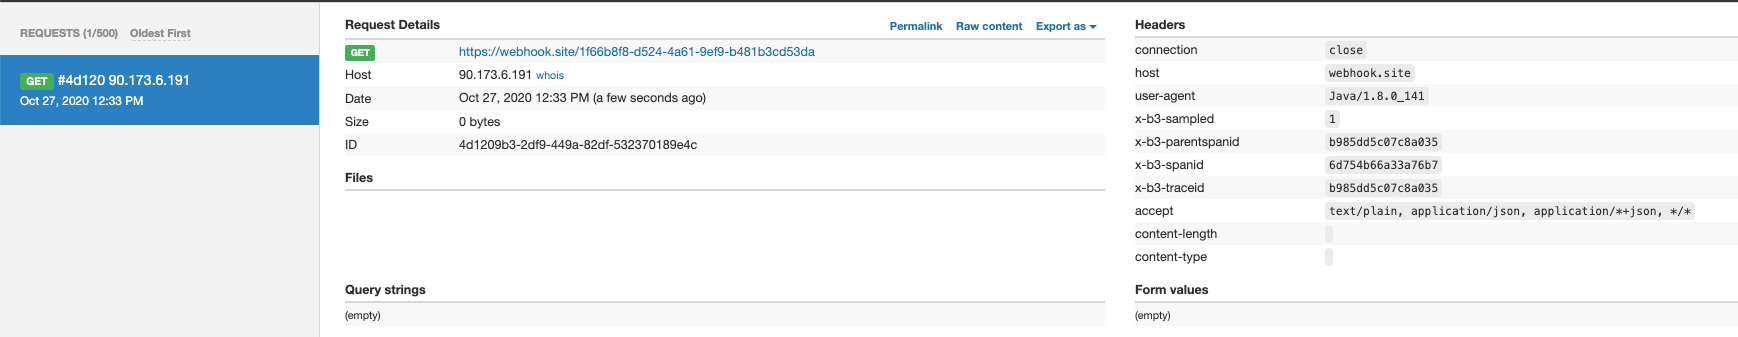 REQUESTS (1/500) Oldest First
GET #4d120 90.173.6.191
Oct 27, 2020 12:33 PM
Request Details Permalink Raw content Export as
GET https://webhook.site/1f66b8f8-d524-4a61-9ef9-b481b3cd53da
Host 90.173.6.191 whois
Date Oct 27, 2020 12:33 PM (a few seconds ago)
Size 0 bytes
ID 4d1209b3-2df9-449a-82df-532370189e4c
Files
Query strings
(empty)
Headers
connection close
host webhook.site
user-agent Java/1.8.0_141
x-b3-sampled 1
x-b3-parentspanid b985dd5c07c8a035
x-b3-spanid 6d754b66a33a76b7
x-b3-traceid b985dd5c07c8a035
accept text/plain, application/json, application/*+json, */*
content-length
content-type
Form values
(empty)